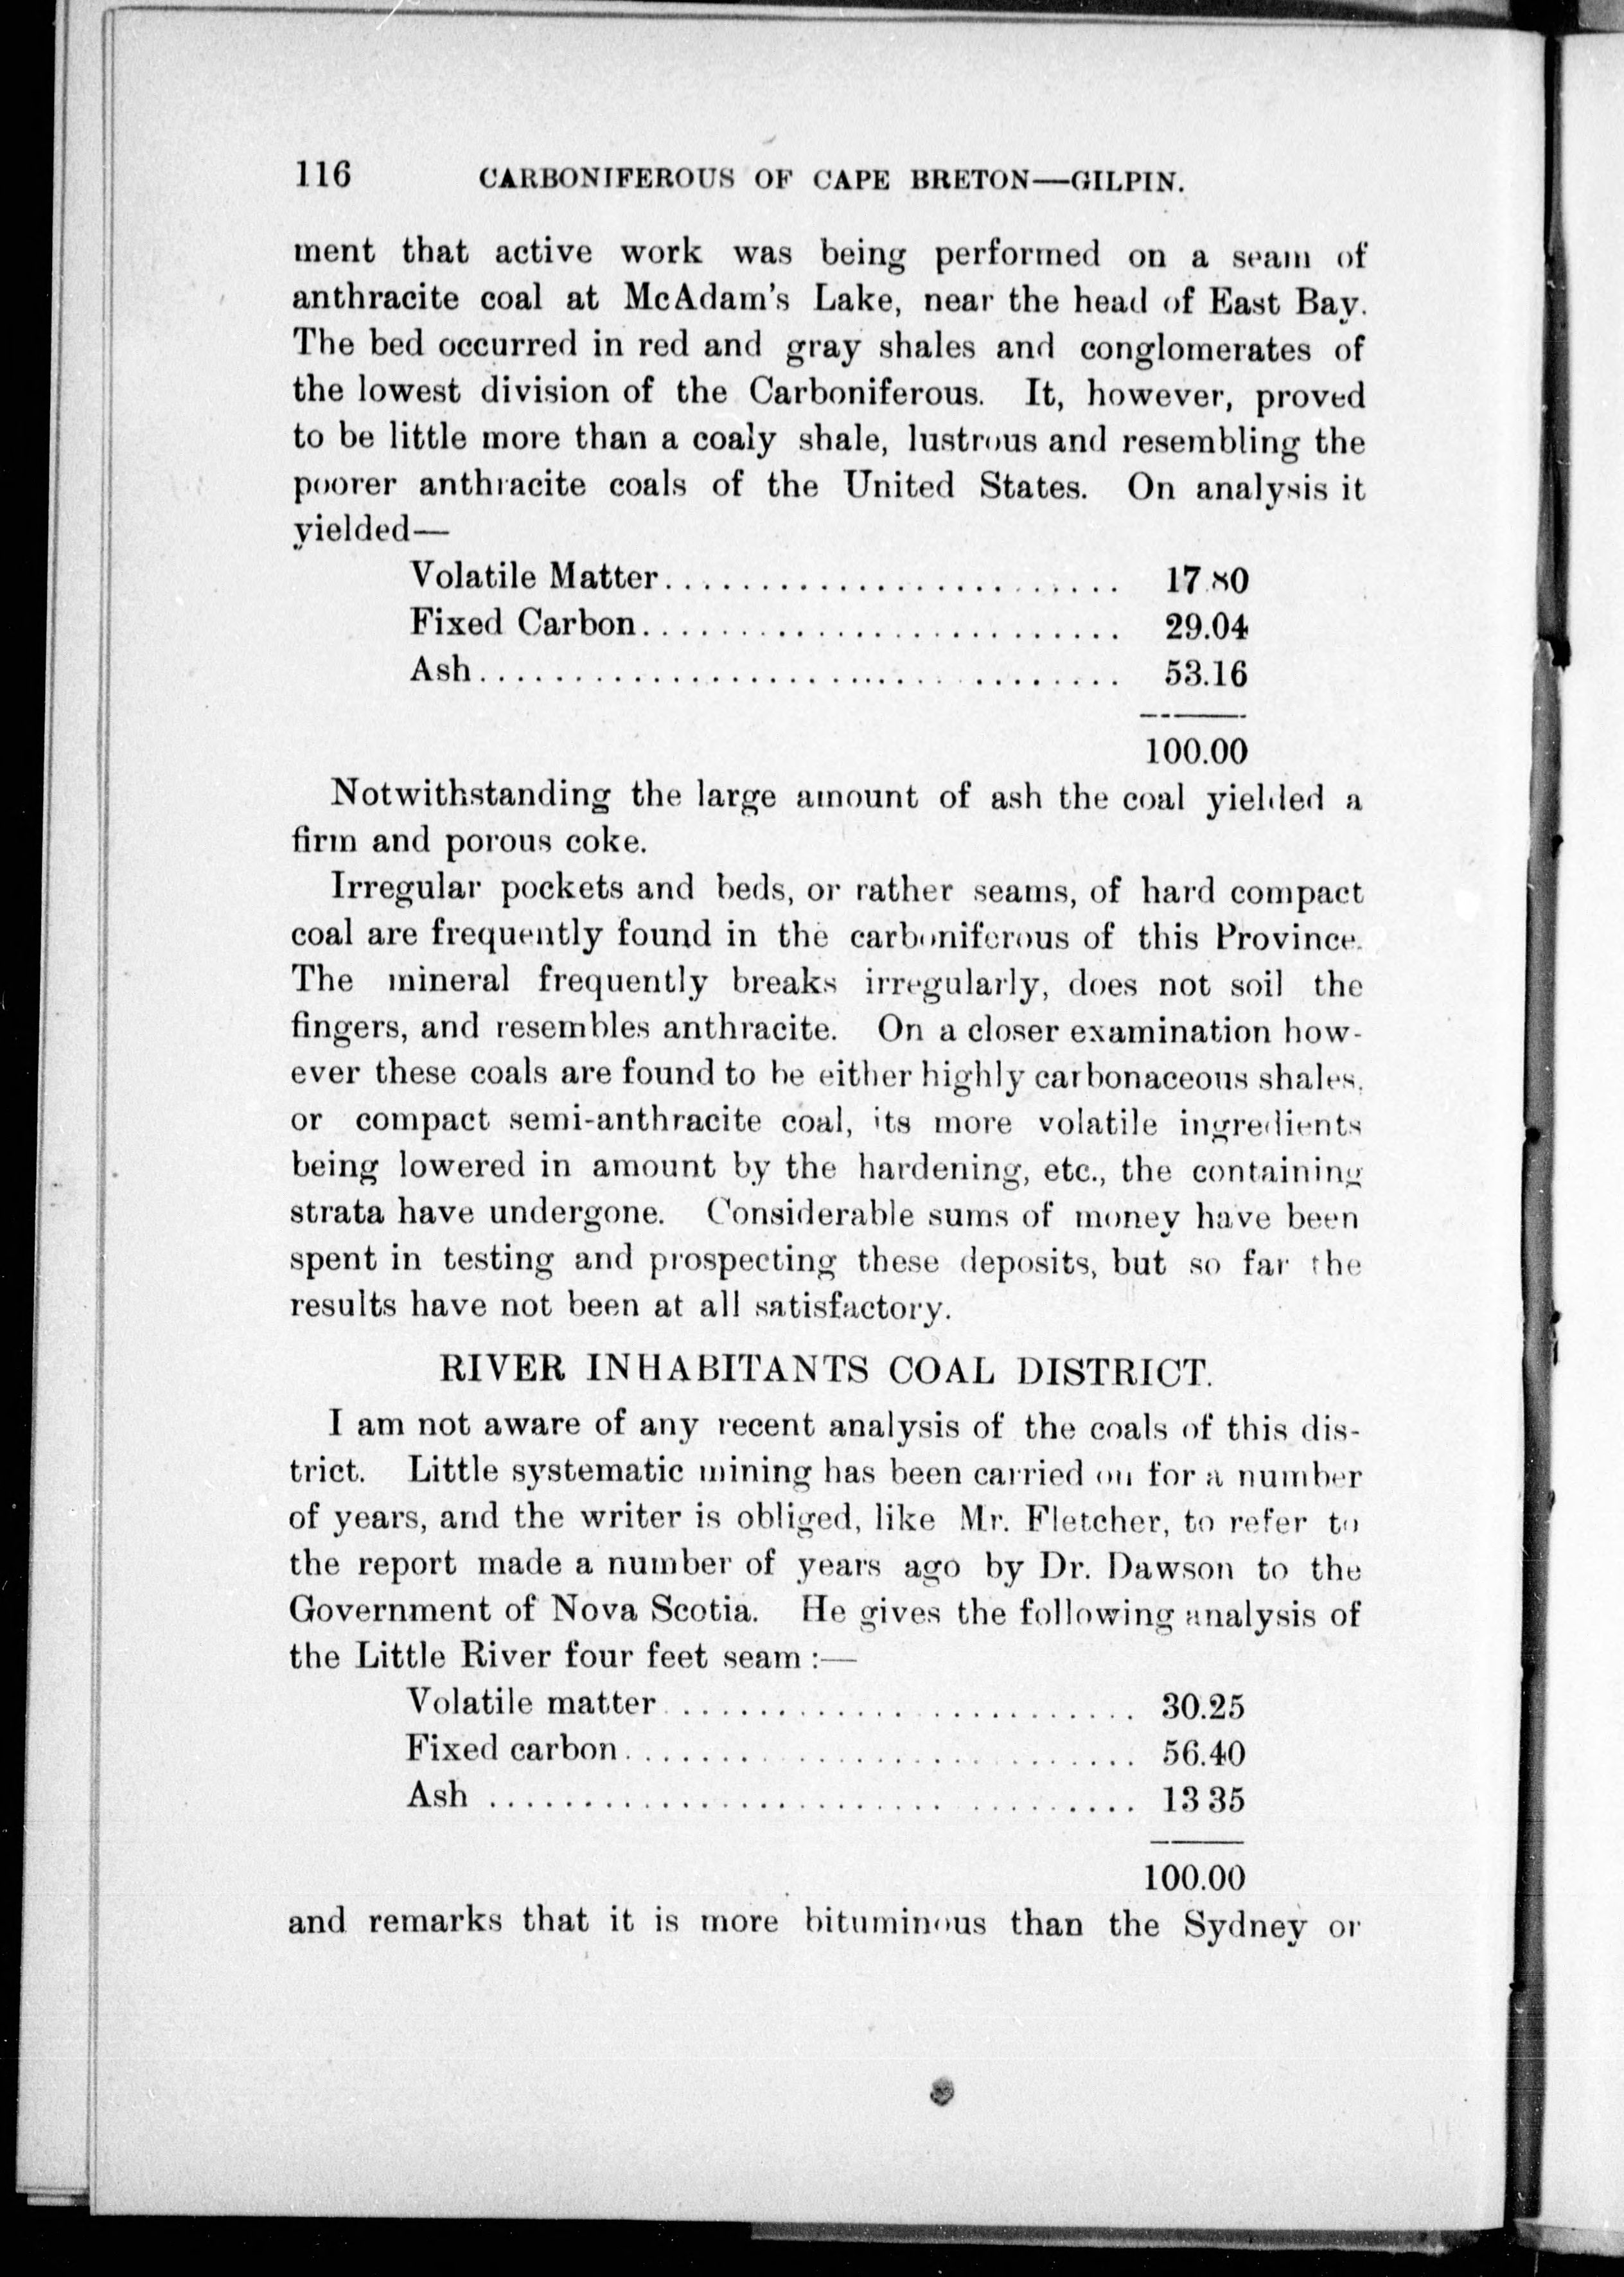 116 CARBONIFEROUS OF CAPE BRETON—GILPIN.
ment that active work was being performed on a seam of
anthracite coal at McAdam's Lake, near the head of East Bay.
The bed occurred in red and gray shales and conglomerates of
the lowest division of the Carboniferous. It, however, proved
to be little more than a coaly shale, lustrous and resembling the
poorer anthracite coals of the United States. On analysis it
yielded—
Volatile Matter........................ 17.80
Fixed Carbon......................... 29.04
Ash................................. 53.16
100.00
Notwithstanding the large amount of ash the coal yielded a
firm and porous coke.
Irregular pockets and beds, or rather seams, of hard compact
coal are frequently found in the carboniferous of this Province.
The mineral frequently breaks irregularly, does not soil the
fingers, and resembles anthracite. On a closer examination how-
ever these coals are found to be either highly carbonaceous shales,
or compact semi-anthracite coal, its more volatile ingredients
being lowered in amount by the hardening, etc., the containing
strata have undergone. Considerable sums of money have been
spent in testing and prospecting these deposits, but so far the
results have not been at all satisfactory.
RIVER INHABITANTS COAL DISTRICT.
I am not aware of any recent analysis of the coals of this dis-
trict. Little systematic mining has been carried on for a number
of years, and the writer is obliged, like Mr. Fletcher, to refer to
the report made a number of years ago by Dr. Dawson to the
Government of Nova Scotia. He gives the following analysis of
the Little River four feet seam :—
Volatile matter ........................ 30.25
Fixed carbon.......................... 56.40
Ash ................................. 13 35
100.00
and remarks that it is more bituminous than the Sydney or